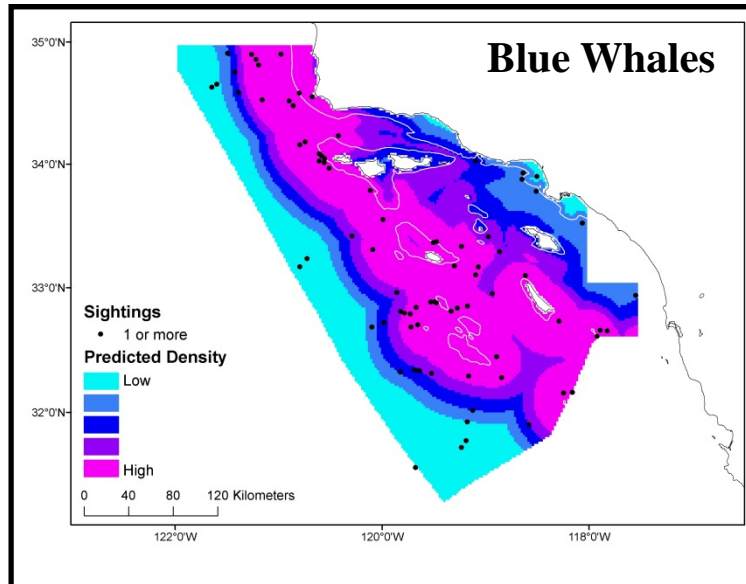 Blue Whales
35°0'N
34°0'N
33°0'N
32°0'N
Sightings
1 or more
Predicted Density
Low
High
0 40 80 120 Kilometers
122°0'W 120°0'W 118°0'W